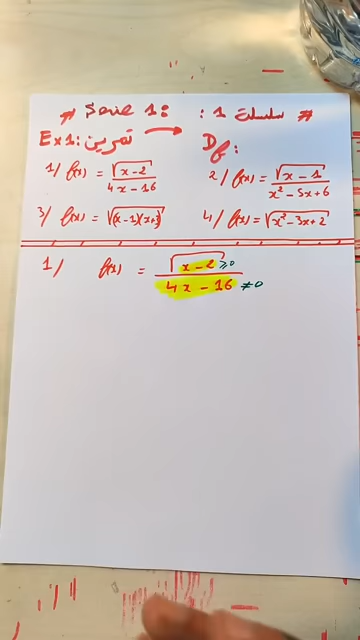 # Serie 1: : 1 سلسلة #
Ex1: تمرين → Df:
1/ f(x) = √(x-2) / (4x-16) 2/ f(x) = √(x-1) / (x²-5x+6)
3/ f(x) = √((x-1)(x+3)) 4/ f(x) = √(x²-3x+2)
1/ f(x) = √(x-2) ≥0 / (4x-16) ≠0